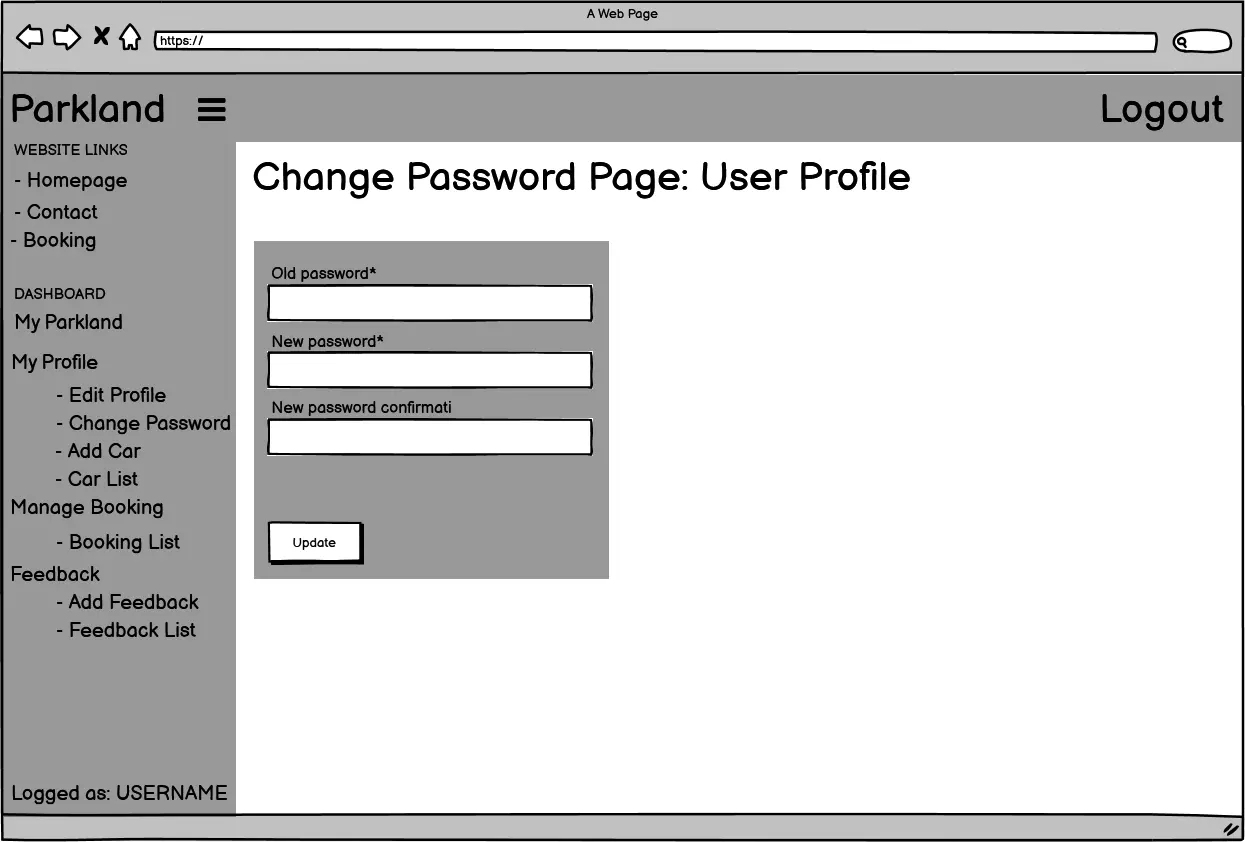 A Web Page
https://
Parkland
Logout
WEBSITE LINKS
- Homepage
- Contact
- Booking
DASHBOARD
My Parkland
My Profile
- Edit Profile
- Change Password
- Add Car
- Car List
Manage Booking
- Booking List
Feedback
- Add Feedback
- Feedback List
Logged as: USERNAME
Change Password Page: User Profile
Old password*
New password*
New password confirmati
Update